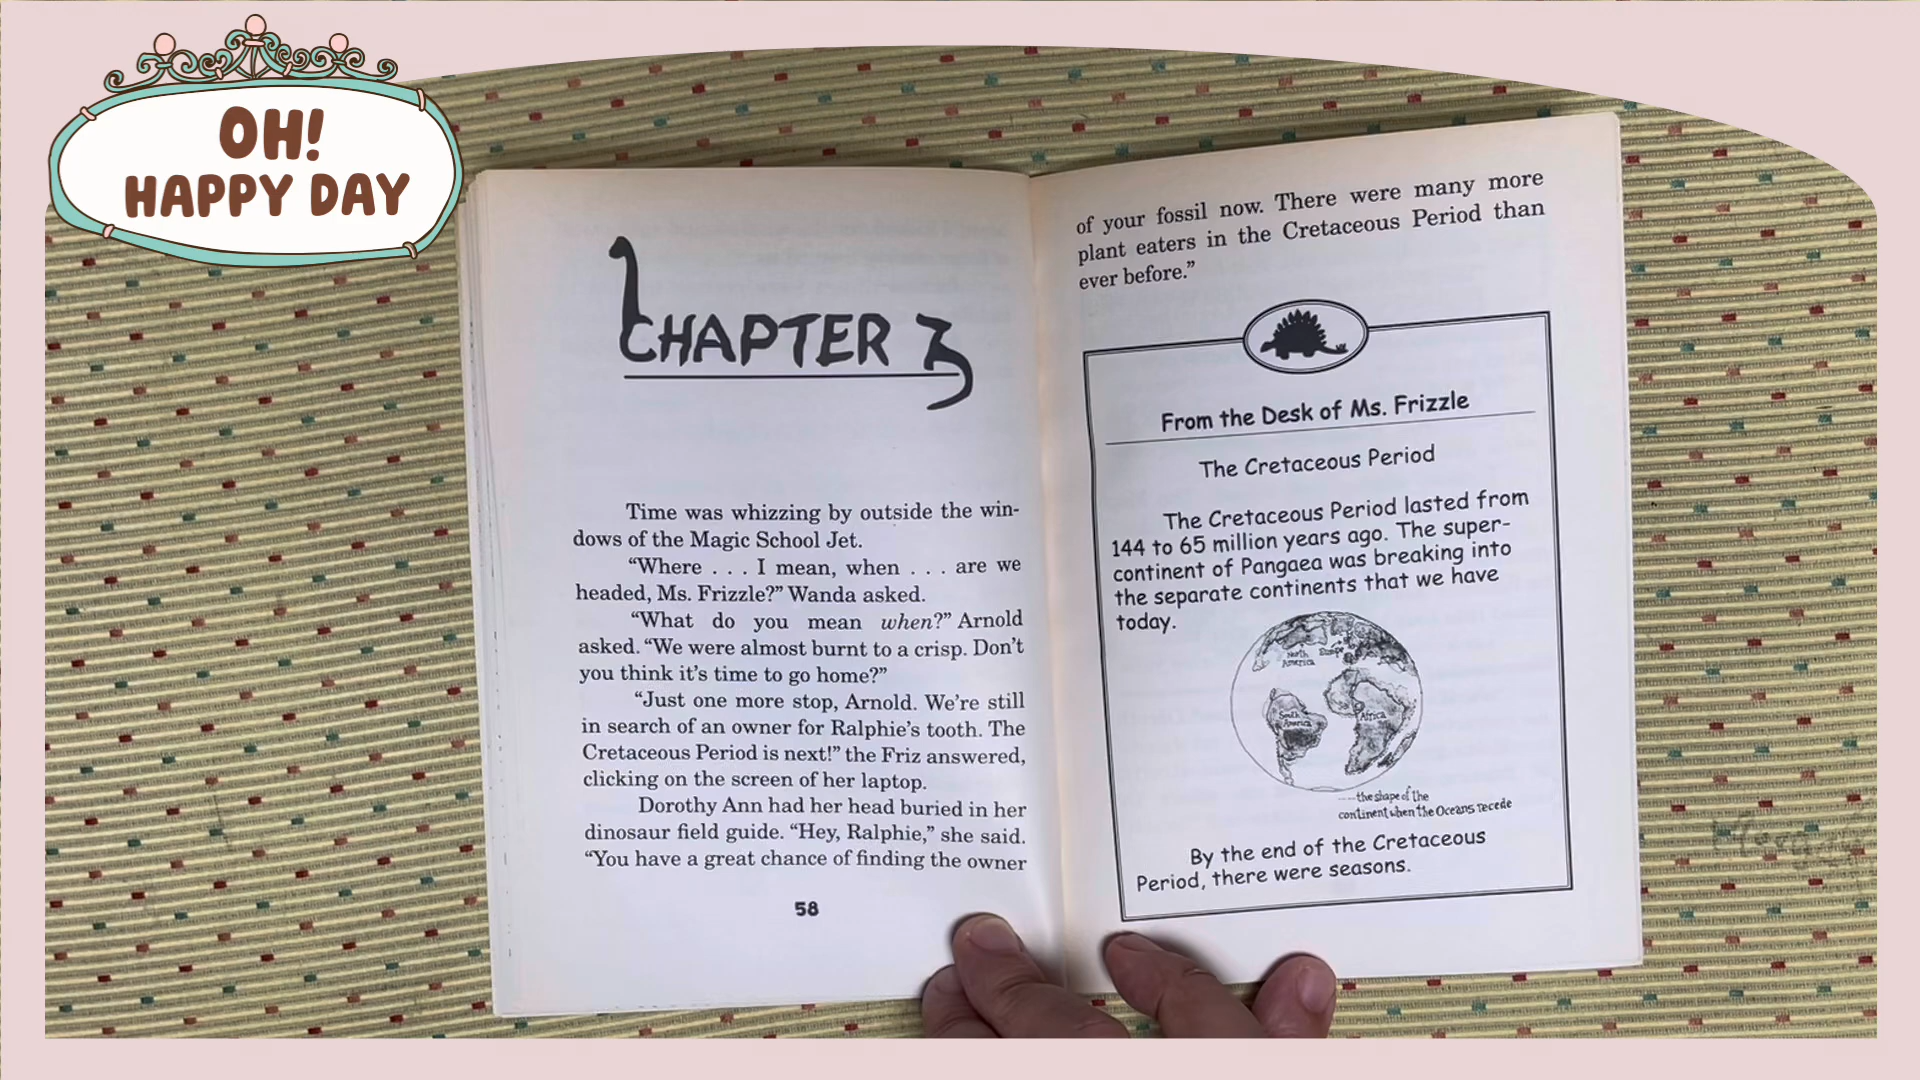 OH!
HAPPY DAY
CHAPTER 7
Time was whizzing by outside the win-
dows of the Magic School Jet.
“Where . . . I mean, when . . . are we
headed, Ms. Frizzle?” Wanda asked.
“What do you mean when?” Arnold
asked. “We were almost burnt to a crisp. Don’t
you think it’s time to go home?”
“Just one more stop, Arnold. We’re still
in search of an owner for Ralphie’s tooth. The
Cretaceous Period is next!” the Friz answered,
clicking on the screen of her laptop.
Dorothy Ann had her head buried in her
dinosaur field guide. “Hey, Ralphie,” she said.
“You have a great chance of finding the owner
58
of your fossil now. There were many more
plant eaters in the Cretaceous Period than
ever before.”
From the Desk of Ms. Frizzle
The Cretaceous Period
The Cretaceous Period lasted from
144 to 65 million years ago. The super-
continent of Pangaea was breaking into
the separate continents that we have
today.
North
America
Europe
South
America
Africa
the shape of the
continent when the Oceans recede
By the end of the Cretaceous
Period, there were seasons.